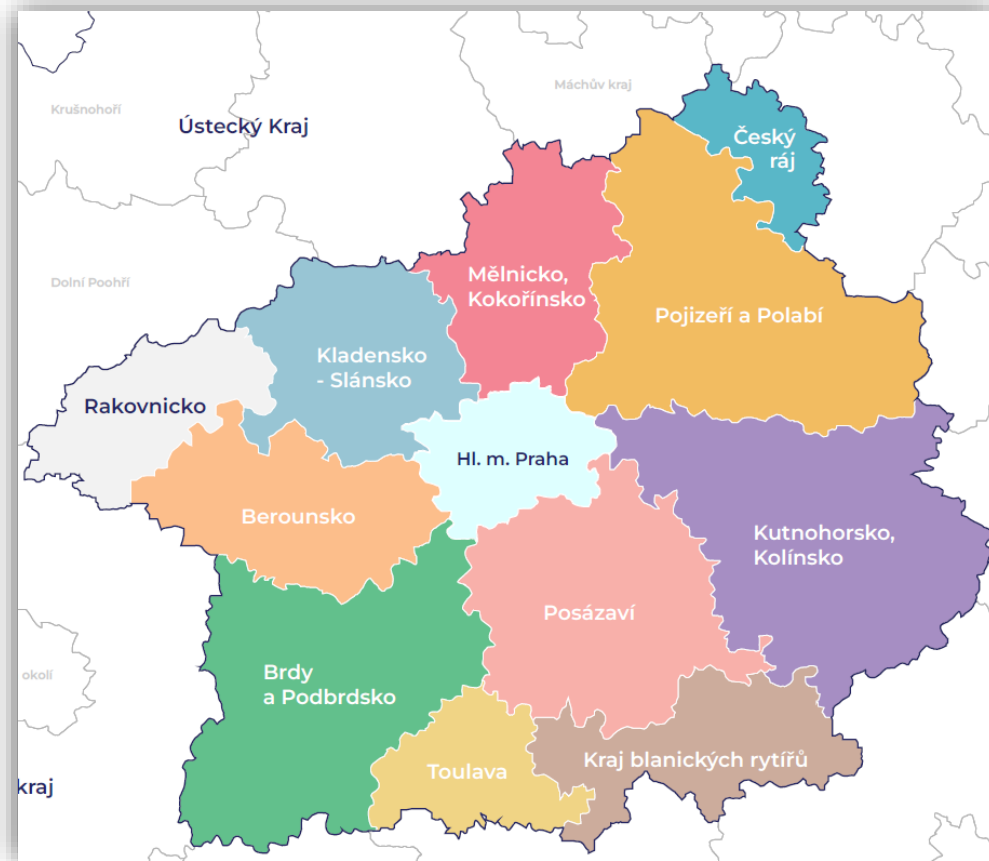 Krušnohoří
Ústecký Kraj
Máchův kraj
Český
ráj
Dolní Poohří
Mělnicko,
Kokořínsko
Pojizeří a Polabí
Kladensko
- Slánsko
Rakovnicko
Hl. m. Praha
Berounsko
Kutnohorsko,
Kolínsko
Posázaví
okolí
Brdy
a Podbrdsko
Toulava
Kraj blanických rytířů
kraj